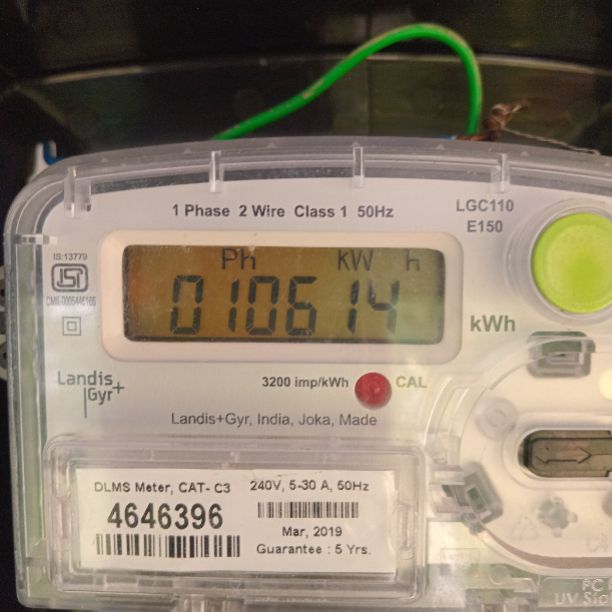 1 Phase 2 Wire Class 1 50Hz
LGC110
E150
IS:13779
ISI
Ph kW h
010614
kWh
Landis
Gyr+
3200 imp/kWh CAL
Landis+Gyr, India, Joka, Made
DLMS Meter, CAT- C3
4646396
240V, 5-30 A, 50Hz
Mar, 2019
Guarantee : 5 Yrs.